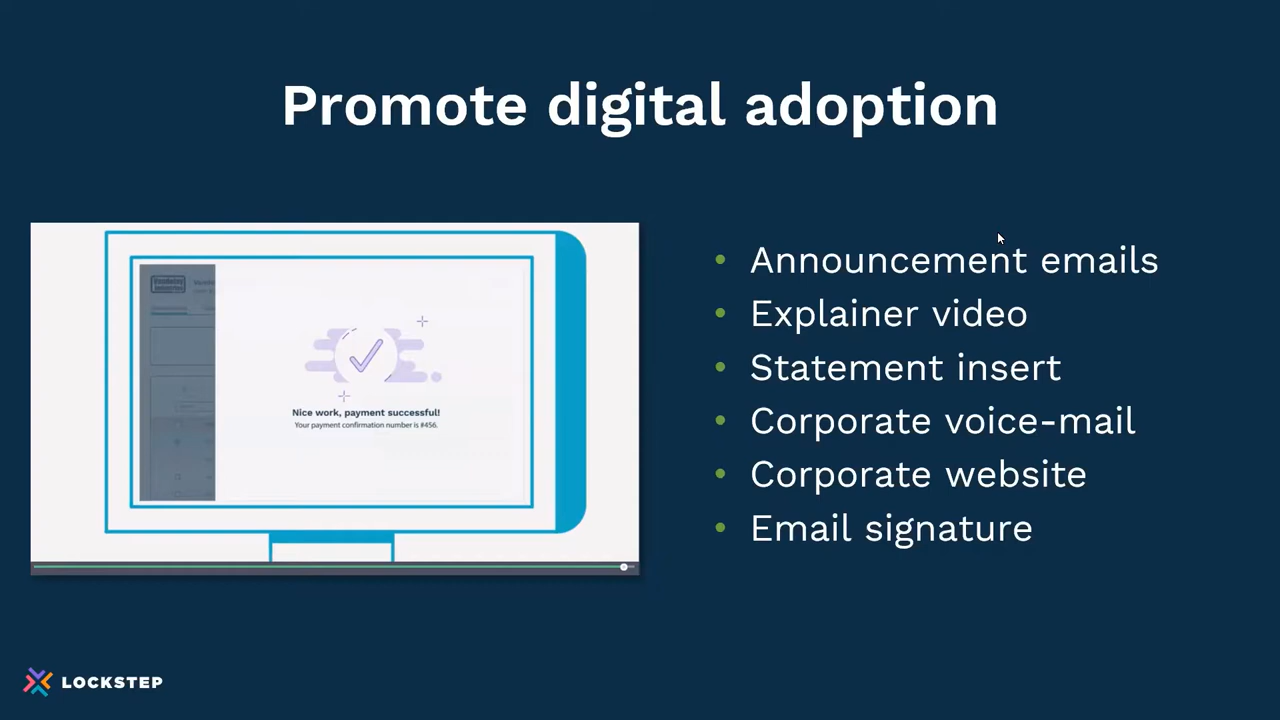 Promote digital adoption
Nice work, payment successful!
Your payment confirmation number is #456.
• Announcement emails
• Explainer video
• Statement insert
• Corporate voice-mail
• Corporate website
• Email signature
LOCKSTEP